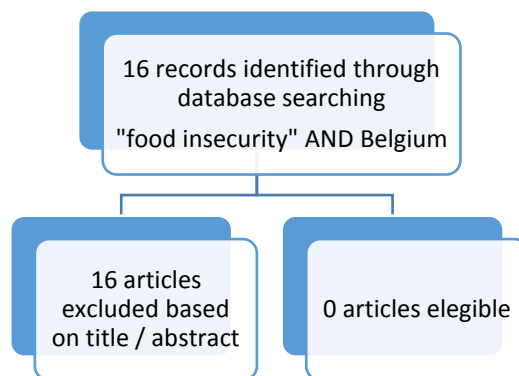 16 records identified through
database searching
"food insecurity" AND Belgium
16 articles
excluded based
on title / abstract
0 articles elegible